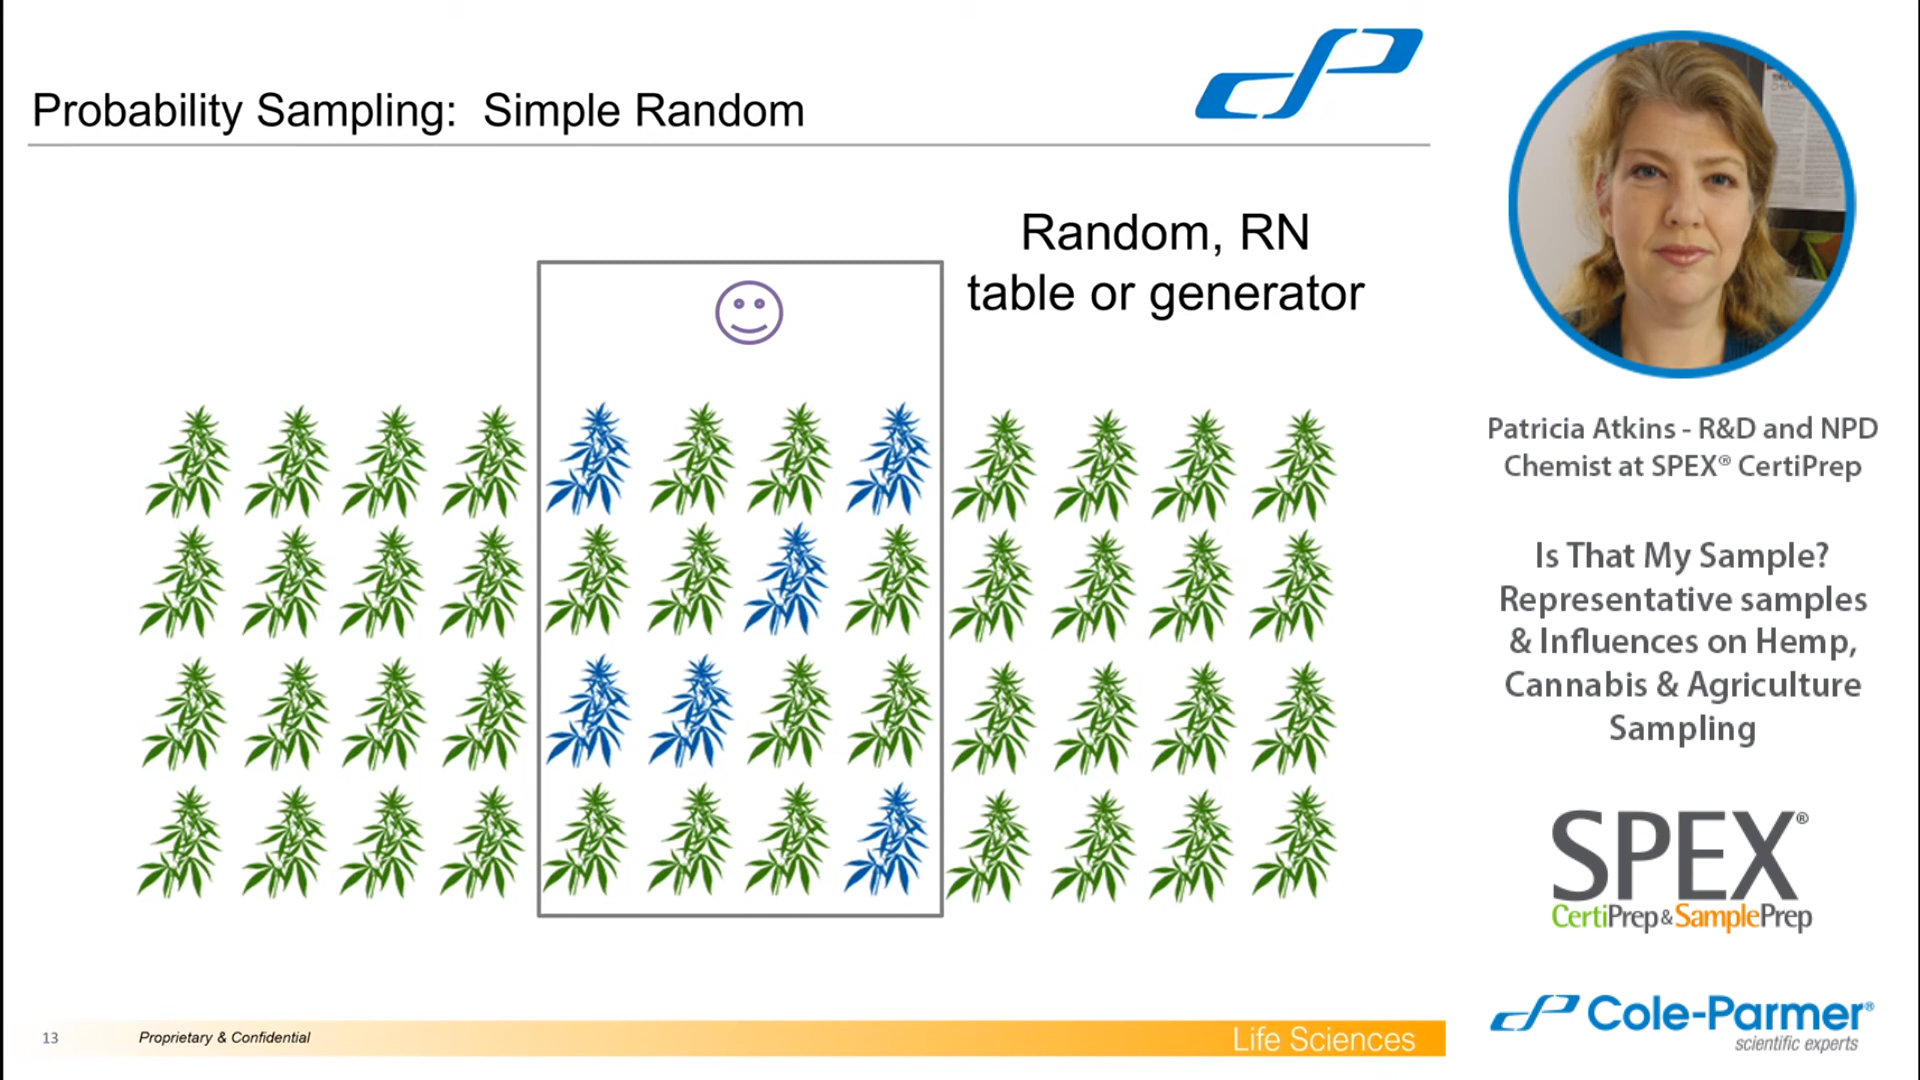 Probability Sampling: Simple Random
Random, RN
table or generator
Patricia Atkins - R&D and NPD
Chemist at SPEX® CertiPrep
Is That My Sample?
Representative samples
& Influences on Hemp,
Cannabis & Agriculture
Sampling
SPEX®
CertiPrep & SamplePrep
Cole-Parmer®
scientific experts
13
Proprietary & Confidential
Life Sciences